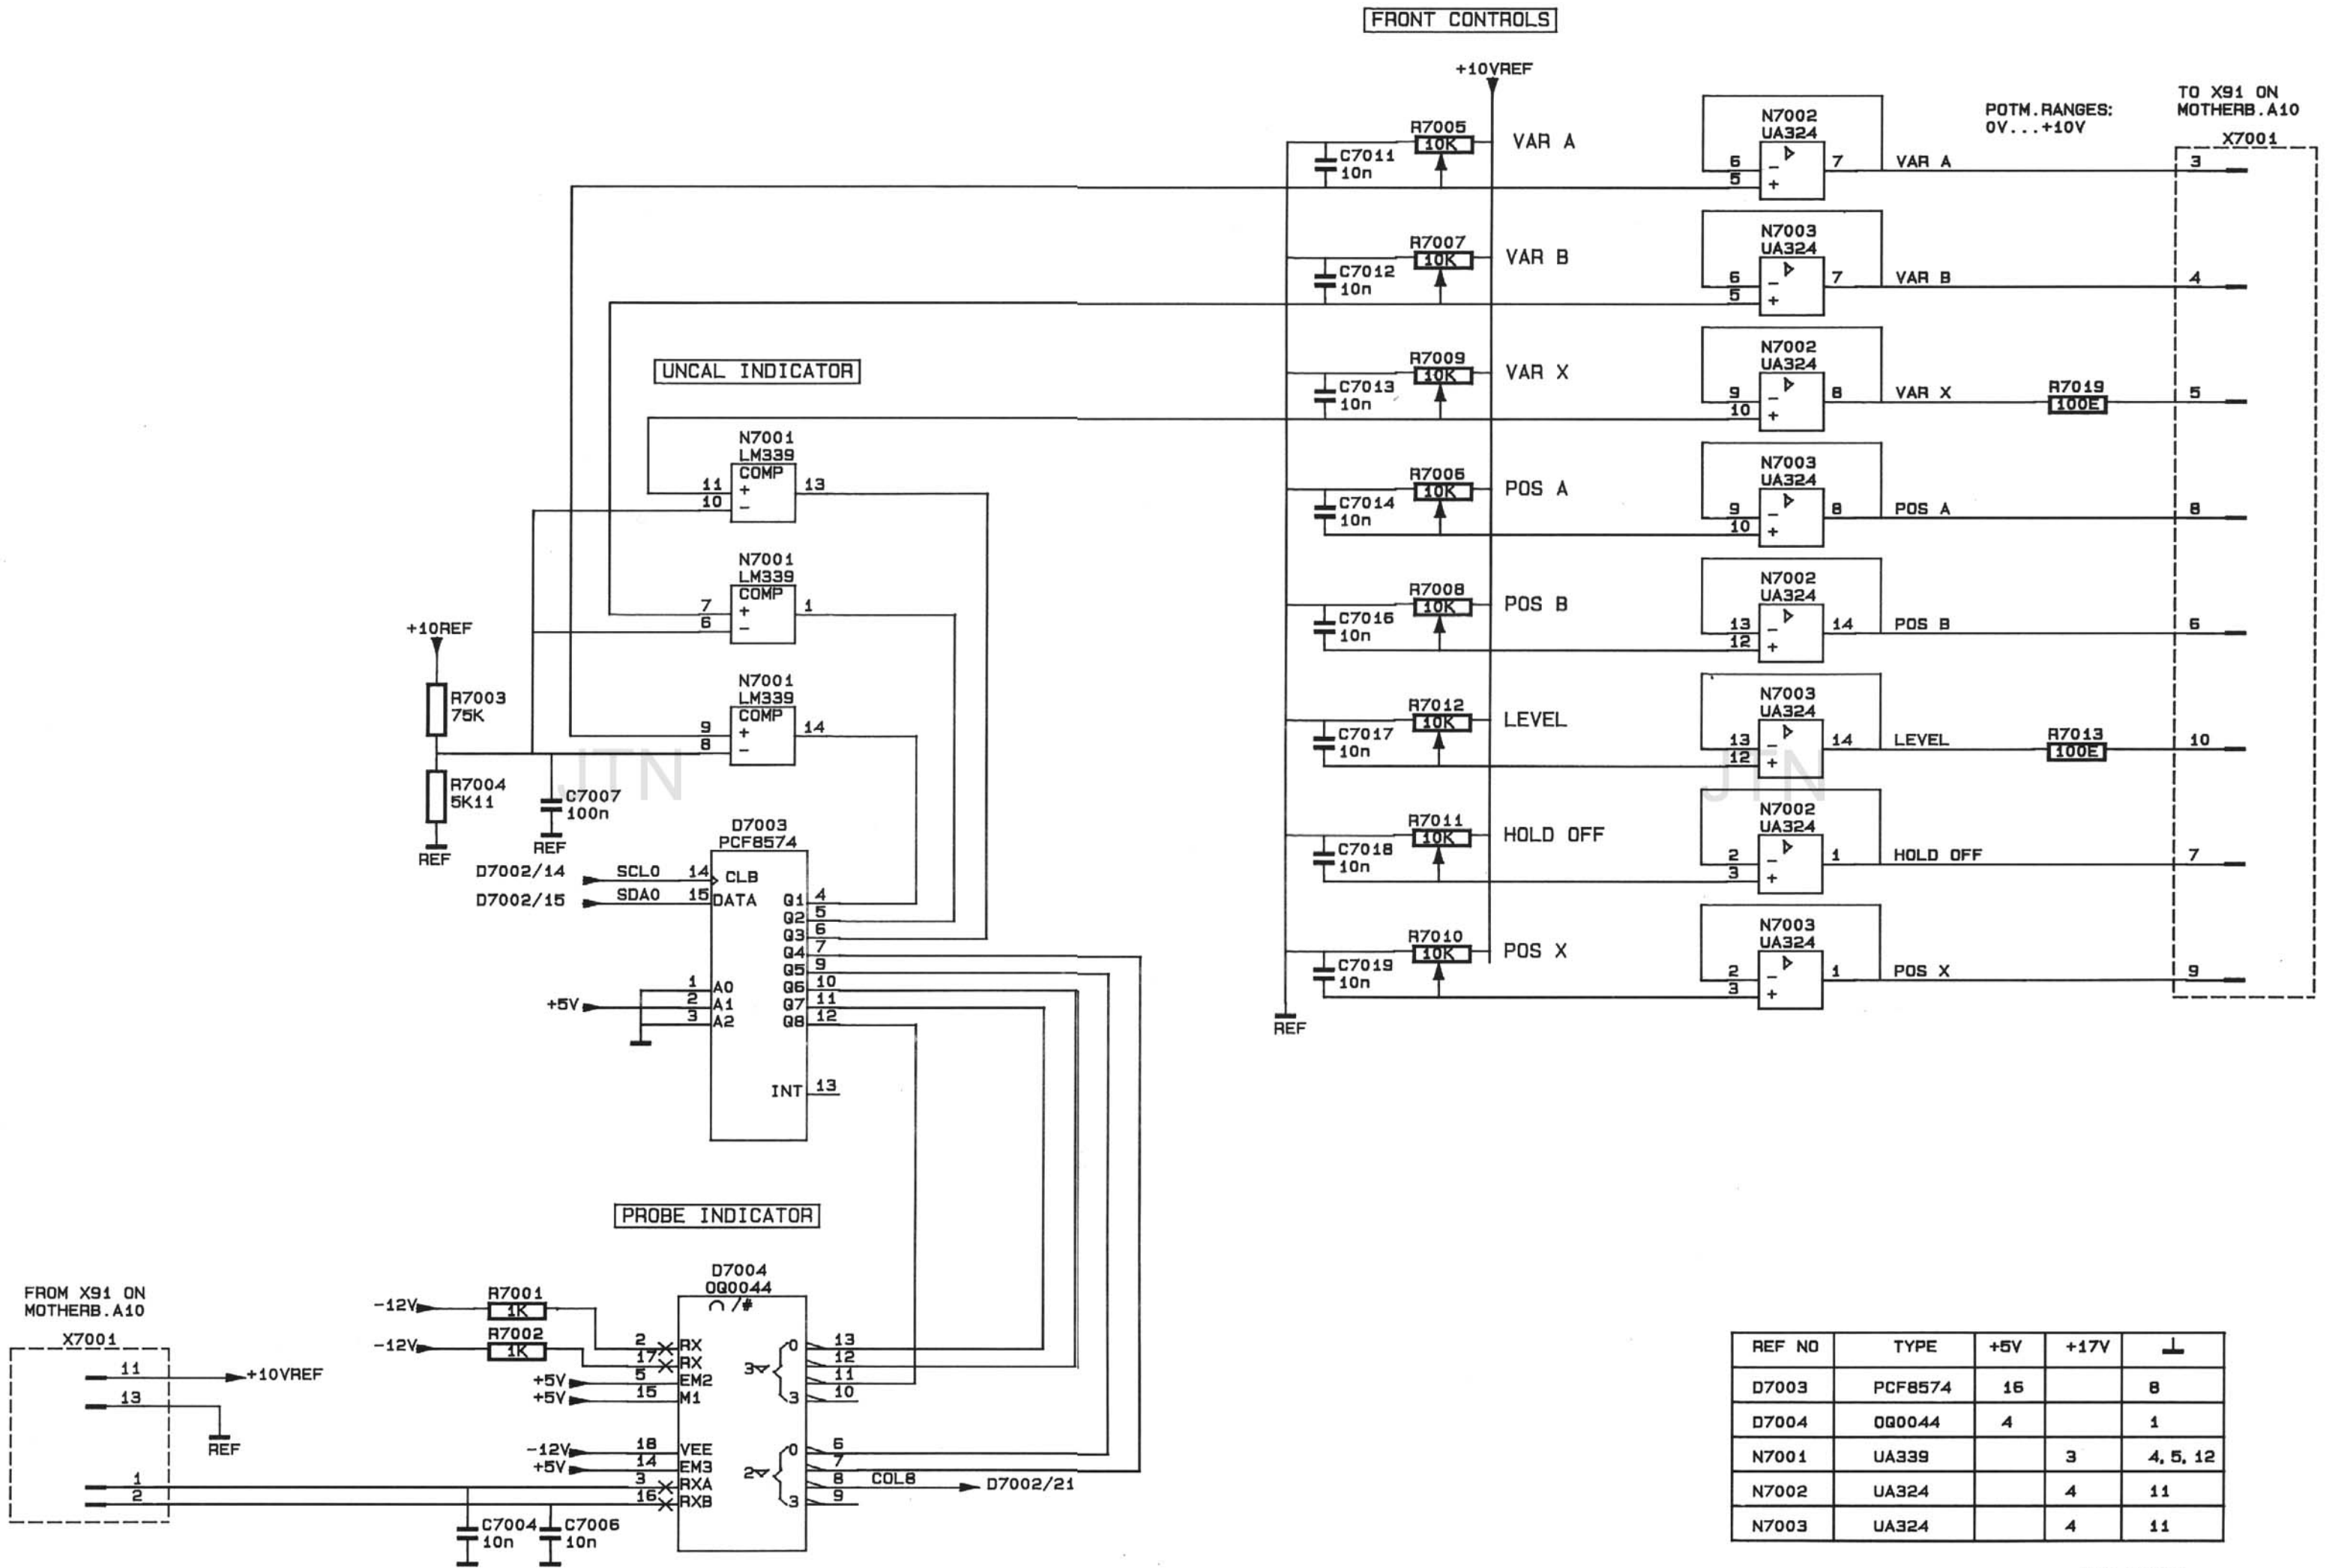 FRONT CONTROLS
+10VREF
POTM.RANGES:
0V...+10V
TO X91 ON
MOTHERB.A10
X7001
R7005
10K
VAR A
C7011
10n
N7002
UA324
6
5
-
+
7
VAR A
3
R7007
10K
VAR B
C7012
10n
N7003
UA324
6
5
-
+
7
VAR B
4
R7009
10K
VAR X
C7013
10n
N7002
UA324
9
10
-
+
8
VAR X
R7019
100E
5
R7006
10K
POS A
C7014
10n
N7003
UA324
9
10
-
+
8
POS A
8
R7008
10K
POS B
C7016
10n
N7002
UA324
13
12
-
+
14
POS B
6
R7012
10K
LEVEL
C7017
10n
N7003
UA324
13
12
-
+
14
LEVEL
R7013
100E
10
R7011
10K
HOLD OFF
C7018
10n
N7002
UA324
2
3
-
+
1
HOLD OFF
7
R7010
10K
POS X
C7019
10n
N7003
UA324
2
3
-
+
1
POS X
9
REF
JTN
UNCAL INDICATOR
N7001
LM339
COMP
11
10
+
-
13
N7001
LM339
COMP
7
6
+
-
1
N7001
LM339
COMP
9
8
+
-
14
+10REF
R7003
75K
R7004
5K11
REF
C7007
100n
REF
JTN
D7003
PCF8574
D7002/14 SCL0 14 CLB
D7002/15 SDA0 15 DATA
Q1 4
Q2 5
Q3 6
Q4 7
Q5 9
Q6 10
Q7 11
Q8 12
1 A0
+5V 2 A1
3 A2
INT 13
PROBE INDICATOR
D7004
OQ0044
/#
FROM X91 ON
MOTHERB.A10
X7001
11
+10VREF
13
REF
1
2
-12V
R7001
1K
-12V
R7002
1K
2 RX
17 RX
+5V 5 EM2
+5V 15 M1
-12V 18 VEE
+5V 14 EM3
3 RXA
16 RXB
C7004
10n
C7006
10n
3
0
3
13
12
11
10
2
0
3
6
7
8 COL8 D7002/21
9
REF NO TYPE +5V +17V
D7003 PCF8574 16 8
D7004 OQ0044 4 1
N7001 UA339 3 4, 5, 12
N7002 UA324 4 11
N7003 UA324 4 11